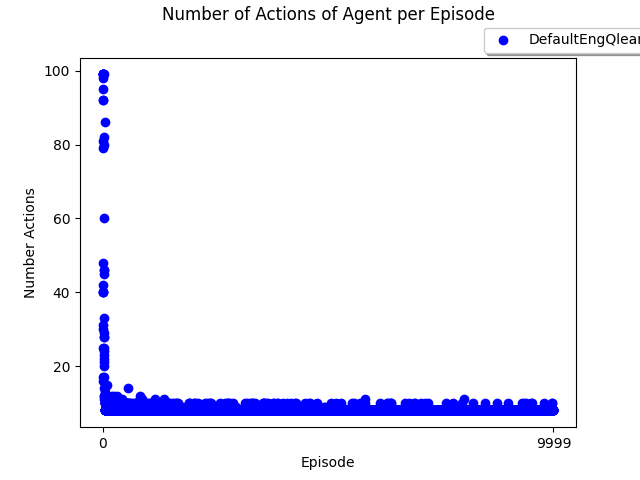 Number of Actions of Agent per Episode
DefaultEngQlear
100
80
60
40
20
Number Actions
0
9999
Episode